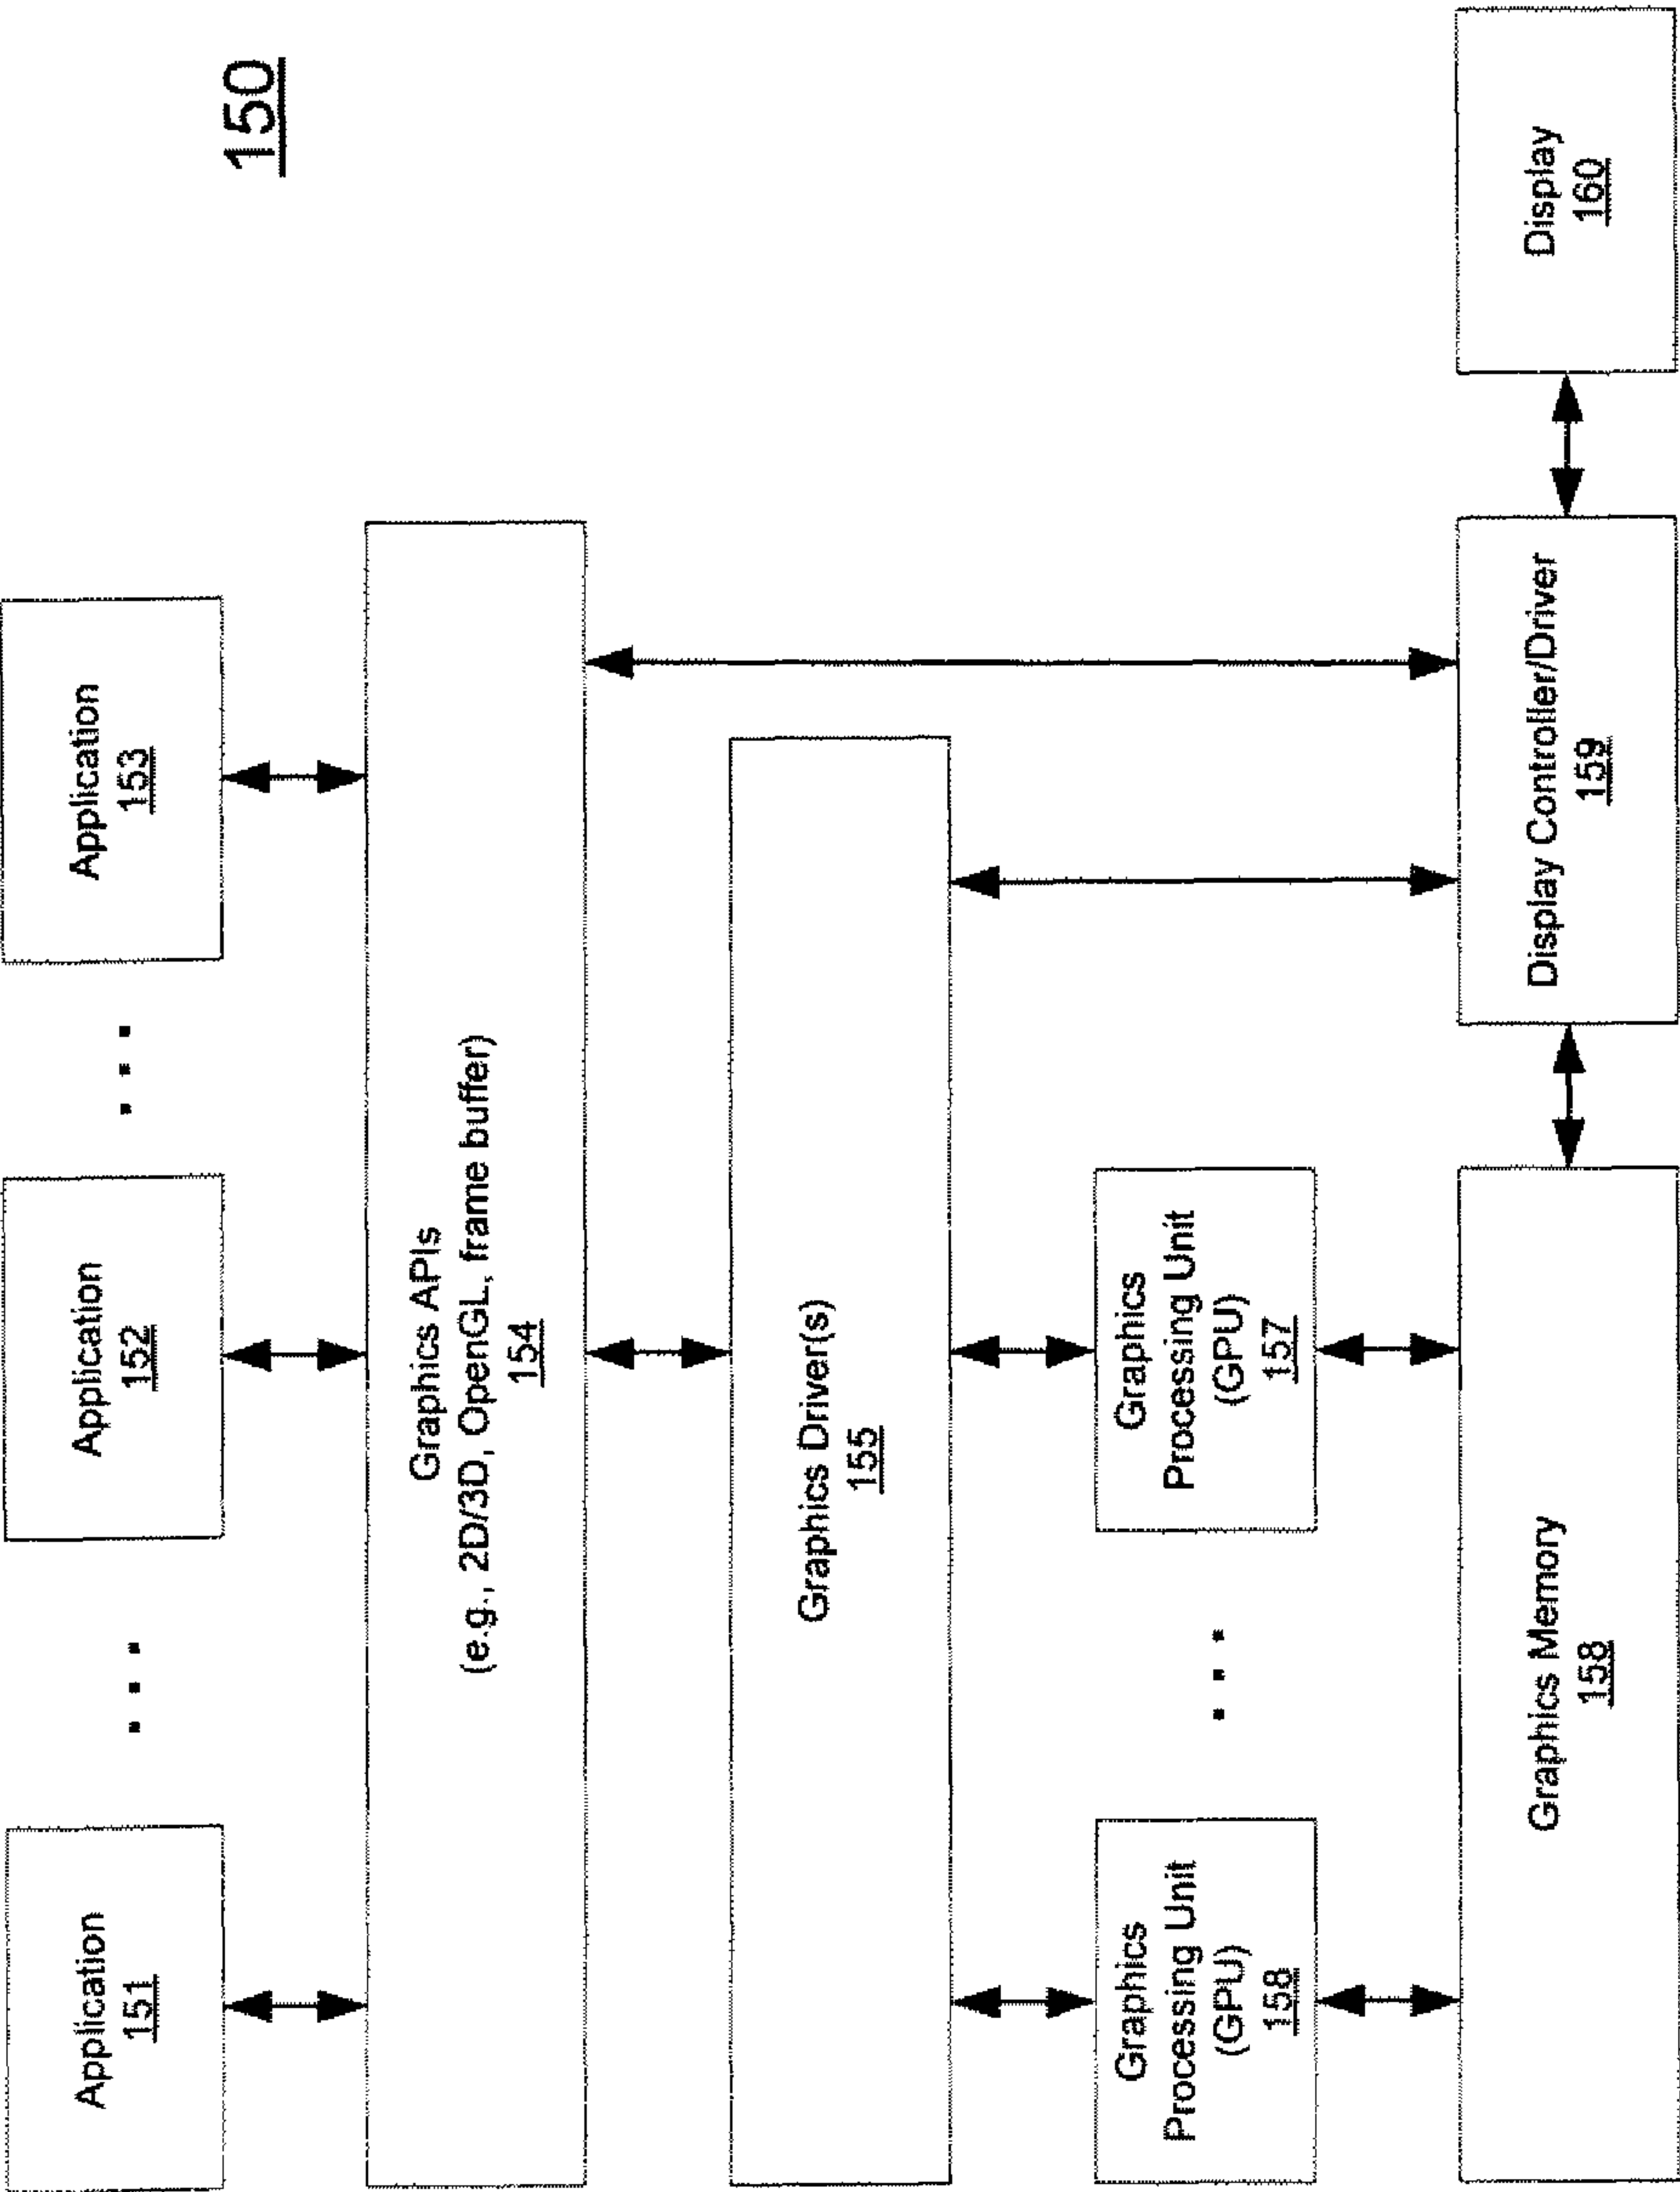 150
Application
151
Application
152
Application
153
. . .
. . .
Graphics APIs
(e.g., 2D/3D, OpenGL, frame buffer)
154
Graphics Driver(s)
155
Graphics
Processing Unit
(GPU)
158
. . .
Graphics
Processing Unit
(GPU)
157
Graphics Memory
158
Display Controller/Driver
159
Display
160